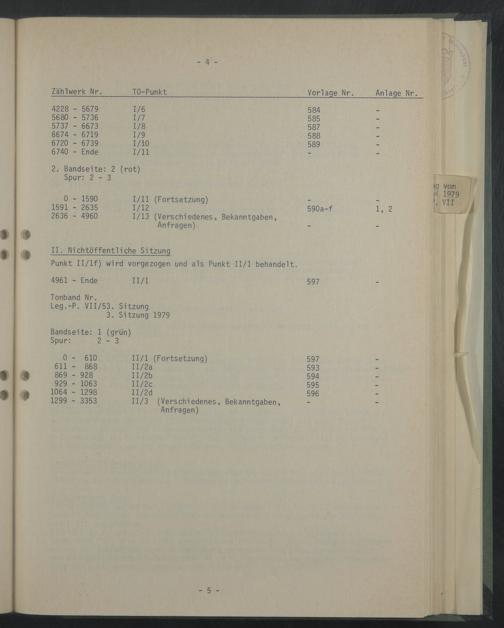 - 4 -
Zählwerk Nr. TO-Punkt Vorlage Nr. Anlage Nr.
4228 - 5679 I/6 584 -
5680 - 5736 I/7 585 -
5737 - 6673 I/8 587 -
6674 - 6719 I/9 588 -
6720 - 6739 I/10 589 -
6740 - Ende I/11 - -
2. Bandseite: 2 (rot)
Spur: 2 - 3
0 - 1590 I/11 (Fortsetzung) - -
1591 - 2635 I/12 590a-f 1, 2
2636 - 4960 I/13 (Verschiedenes, Bekanntgaben,
Anfragen) - -
II. Nichtöffentliche Sitzung
Punkt II/1f) wird vorgezogen und als Punkt II/1 behandelt.
4961 - Ende II/1 597 -
Tonband Nr.
Leg.-P. VII/53. Sitzung
3. Sitzung 1979
Bandseite: 1 (grün)
Spur: 2 - 3
0 - 610 II/1 (Fortsetzung) 597 -
611 - 868 II/2a 593 -
869 - 928 II/2b 594 -
929 - 1063 II/2c 595 -
1064 - 1298 II/2d 596 -
1299 - 3353 II/3 (Verschiedenes, Bekanntgaben, - -
Anfragen)
- 5 -
vom
1979
VII